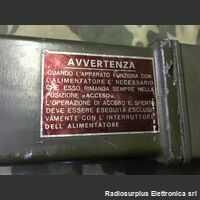 AVVERTENZA
QUANDO L'APPARATO FUNZIONA CON
L'ALIMENTATORE E' NECESSARIO
CHE ESSO, RIMANGA SEMPRE NELLA
POSIZIONE "ACCESO".
L'OPERAZIONE DI ACCESO E SPENTO
DEVE ESSERE ESEGUITA ESCLUSI
VAMENTE CON L'INTERRUTTORE
DELL'ALIMENTATORE
Radiosurplus Elettronica srl